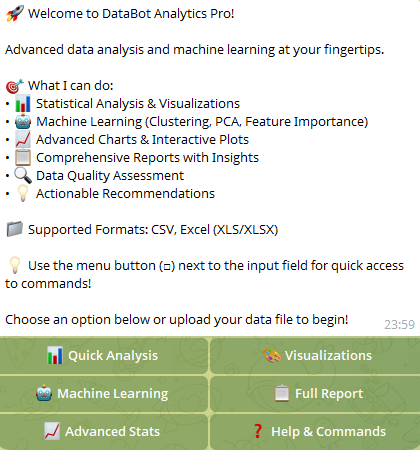 🚀 Welcome to DataBot Analytics Pro!
Advanced data analysis and machine learning at your fingertips.
🎯 What I can do:
• 📊 Statistical Analysis & Visualizations
• 🤖 Machine Learning (Clustering, PCA, Feature Importance)
• 📈 Advanced Charts & Interactive Plots
• 📋 Comprehensive Reports with Insights
• 🔍 Data Quality Assessment
• 💡 Actionable Recommendations
📁 Supported Formats: CSV, Excel (XLS/XLSX)
💡 Use the menu button (□) next to the input field for quick access
to commands!
Choose an option below or upload your data file to begin!
23:59
📊 Quick Analysis
🎨 Visualizations
🤖 Machine Learning
📋 Full Report
📈 Advanced Stats
❓ Help & Commands